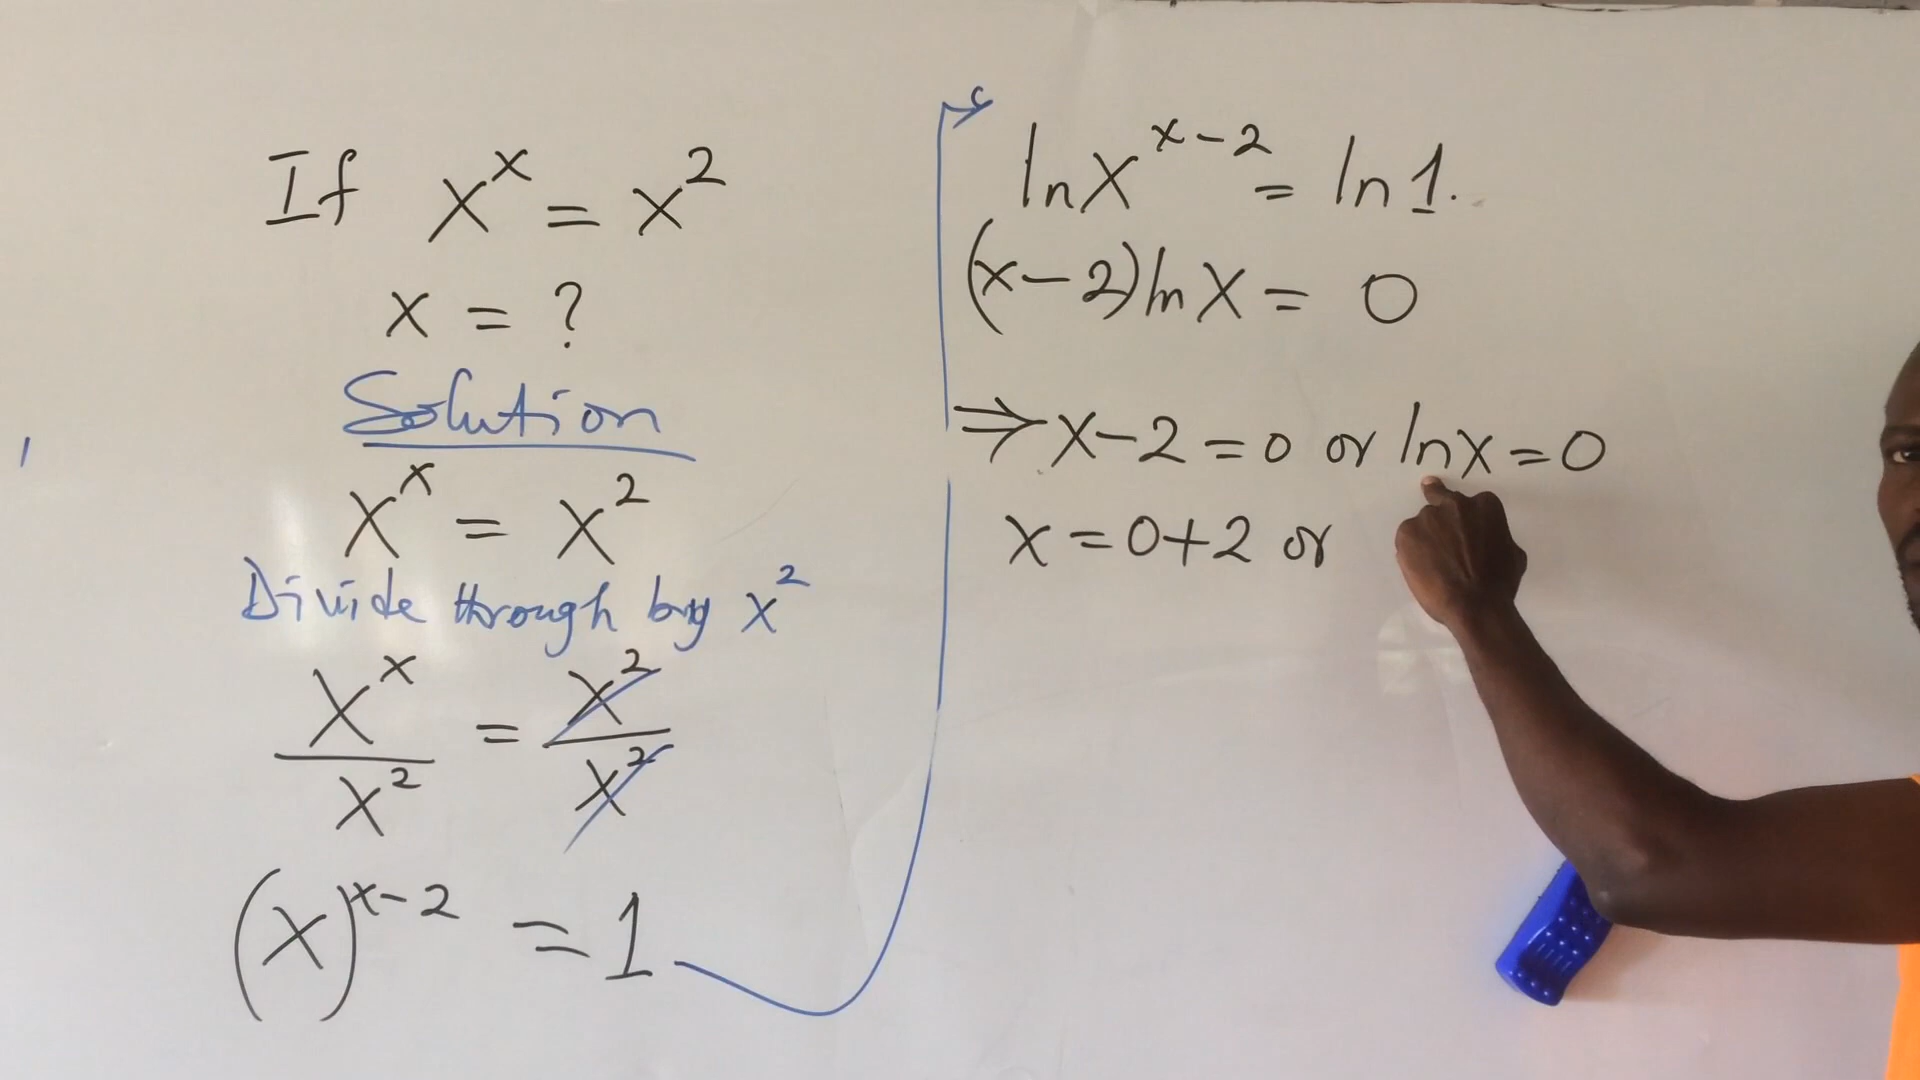 If x^x = x^2
x = ?
Solution
x^x = x^2
Divide through by x^2
x^x/x^2 = x^2/x^2
(x)^x-2 = 1
ln x^x-2 = ln 1.
(x-2) ln x = 0
⇒ x-2 = 0 or ln x = 0
x = 0+2 or